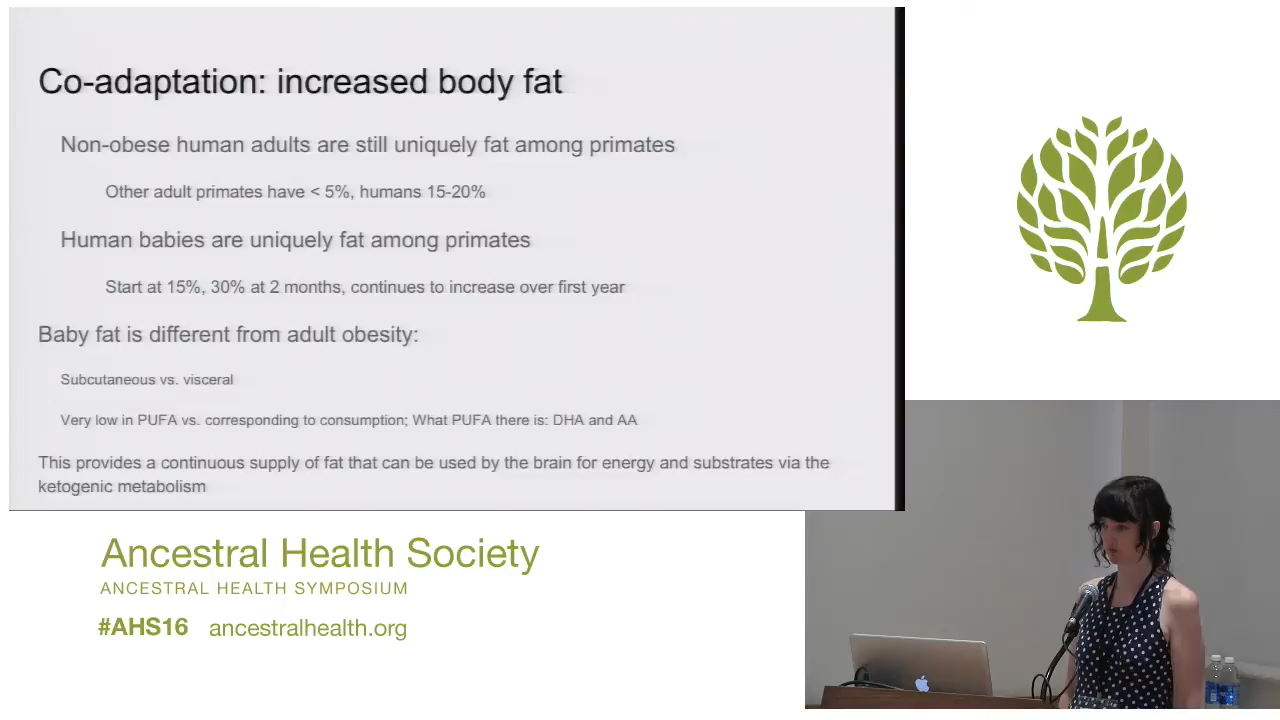 Co-adaptation: increased body fat
Non-obese human adults are still uniquely fat among primates
Other adult primates have < 5%, humans 15-20%
Human babies are uniquely fat among primates
Start at 15%, 30% at 2 months, continues to increase over first year
Baby fat is different from adult obesity:
Subcutaneous vs. visceral
Very low in PUFA vs. corresponding to consumption; What PUFA there is: DHA and AA
This provides a continuous supply of fat that can be used by the brain for energy and substrates via the
ketogenic metabolism
Ancestral Health Society
ANCESTRAL HEALTH SYMPOSIUM
#AHS16 ancestralhealth.org